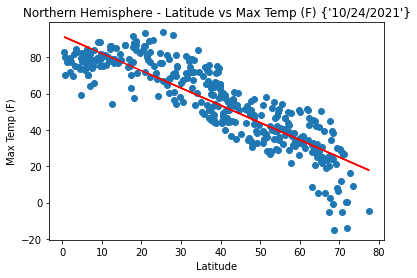 Northern Hemisphere - Latitude vs Max Temp (F) {'10/24/2021'}
80
60
40
20
0
−20
Max Temp (F)
0 10 20 30 40 50 60 70 80
Latitude